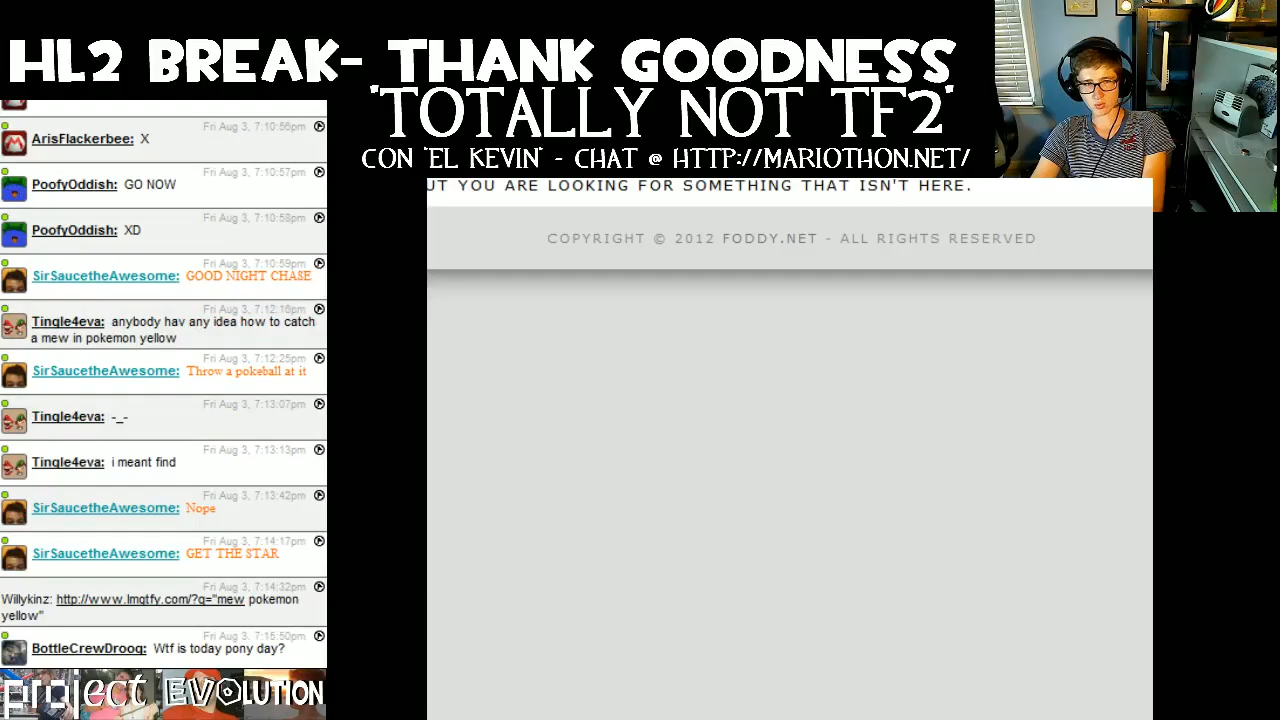 HL2 BREAK- THANK GOODNESS
"TOTALLY NOT TF2"
CON 'EL KEVIN' - CHAT @ HTTP://MARIOTHON.NET/
Fri Aug 3, 7:10:56pm
ArisFlackerbee: X
Fri Aug 3, 7:10:57pm
PoofyOddish: GO NOW
Fri Aug 3, 7:10:58pm
PoofyOddish: XD
Fri Aug 3, 7:10:59pm
SirSaucetheAwesome: GOOD NIGHT CHASE
Fri Aug 3, 7:12:16pm
Tingle4eva: anybody hav any idea how to catch
a mew in pokemon yellow
Fri Aug 3, 7:12:25pm
SirSaucetheAwesome: Throw a pokeball at it
Fri Aug 3, 7:13:07pm
Tingle4eva: -_-
Fri Aug 3, 7:13:13pm
Tingle4eva: i meant find
Fri Aug 3, 7:13:42pm
SirSaucetheAwesome: Nope
Fri Aug 3, 7:14:17pm
SirSaucetheAwesome: GET THE STAR
Fri Aug 3, 7:14:32pm
Willykinz: http://www.lmgtfy.com/?q="mew pokemon
yellow"
Fri Aug 3, 7:15:50pm
BottleCrewDroog: Wtf is today pony day?
project EVOLUTION
UT YOU ARE LOOKING FOR SOMETHING THAT ISN'T HERE.
COPYRIGHT © 2012 FODDY.NET - ALL RIGHTS RESERVED